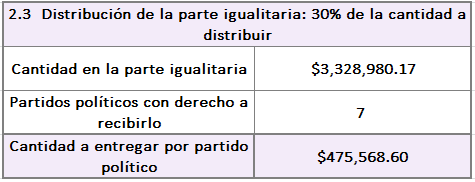 2.3 Distribución de la parte igualitaria: 30% de la cantidad a
distribuir
Cantidad en la parte igualitaria $3,328,980.17
Partidos políticos con derecho a
recibirlo 7
Cantidad a entregar por partido
político $475,568.60